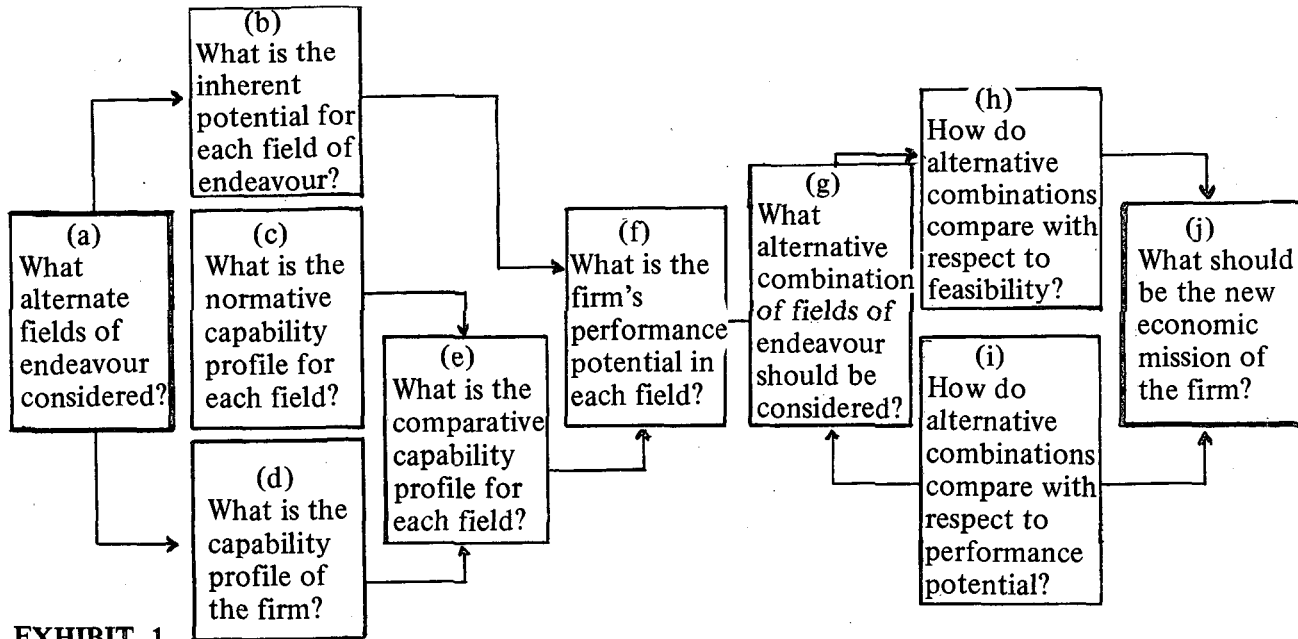 (a)
What
alternate
fields of
endeavour
considered?
(b)
What is the
inherent
potential for
each field of
endeavour?
(c)
What is the
normative
capability
profile for
each field?
(d)
What is the
capability
profile of
the firm?
(e)
What is the
comparative
capability
profile for
each field?
(f)
What is the
firm's
performance
potential in
each field?
(g)
What
alternative
combination
of fields of
endeavour
should be
considered?
(h)
How do
alternative
combinations
compare with
respect to
feasibility?
(i)
How do
alternative
combinations
compare with
respect to
performance
potential?
(j)
What should
be the new
economic
mission of
the firm?
EXHIBIT 1